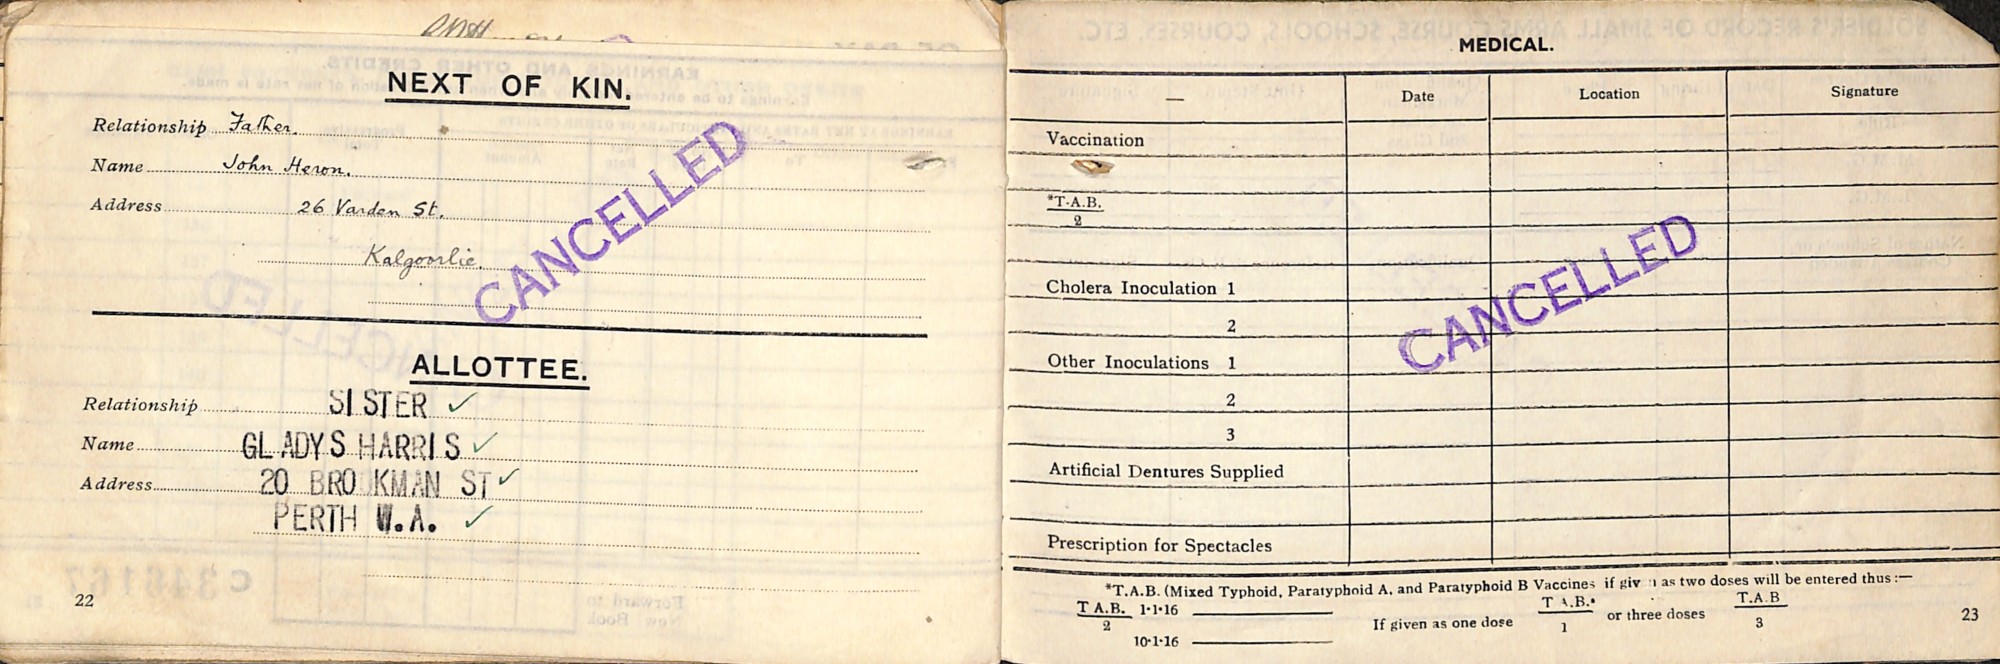 NEXT OF KIN.
Relationship Father.
Name John Heron.
Address 26 Varden St.
Kalgoorlie.
CANCELLED
ALLOTTEE.
Relationship SISTER ✓
Name GLADYS HARRIS ✓
Address 20 BROOKMAN ST ✓
PERTH W.A. ✓
22
MEDICAL.
— Date Location Signature
Vaccination
*T.A.B.
2
Cholera Inoculation 1
2
Other Inoculations 1
2
3
Artificial Dentures Supplied
Prescription for Spectacles
CANCELLED
*T.A.B. (Mixed Typhoid, Paratyphoid A, and Paratyphoid B Vaccines if given as two doses will be entered thus:—
T.A.B. 1·1·16
2
10·1·16
If given as one dose T.A.B.
1
or three doses T.A.B
3
23